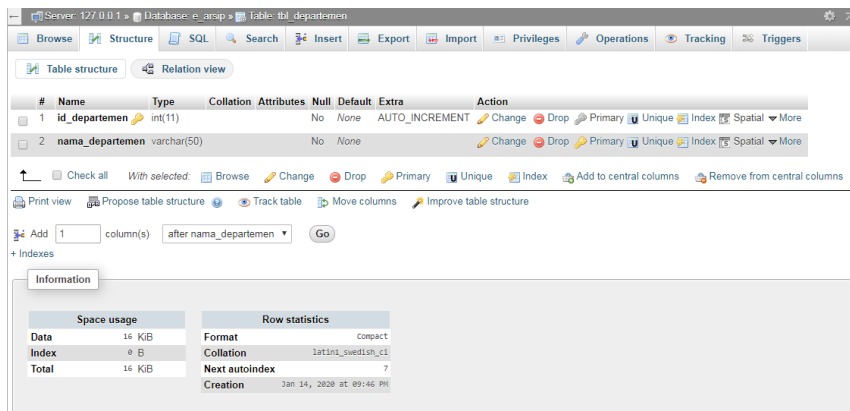 Server: 127.0.0.1 » Database: e_arsip » Table: tbl_departemen
Browse Structure SQL Search Insert Export Import Privileges Operations Tracking Triggers
Table structure Relation view
# Name Type Collation Attributes Null Default Extra Action
1 id_departemen int(11) No None AUTO_INCREMENT Change Drop Primary Unique Index Spatial More
2 nama_departemen varchar(50) No None Change Drop Primary Unique Index Spatial More
Check all With selected: Browse Change Drop Primary Unique Index Add to central columns Remove from central columns
Print view Propose table structure Track table Move columns Improve table structure
Add 1 column(s) after nama_departemen Go
+ Indexes
Information
Space usage Row statistics
Data 16 KiB Format Compact
Index 0 B Collation latin1_swedish_ci
Total 16 KiB Next autoindex 7
Creation Jan 14, 2020 at 09:46 PM